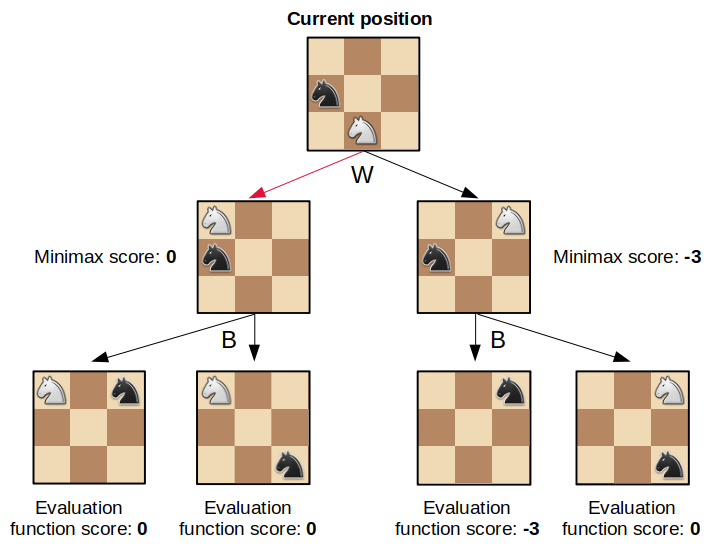 Current position
W
Minimax score: 0
Minimax score: -3
B
B
Evaluation
function score: 0
Evaluation
function score: 0
Evaluation
function score: -3
Evaluation
function score: 0